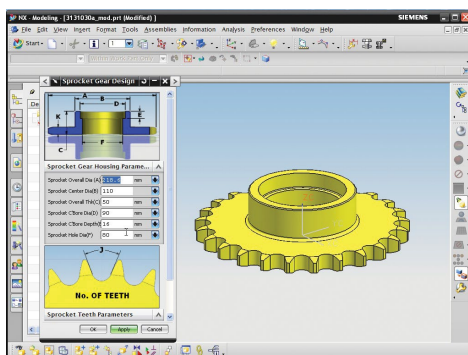 NX - Modeling - [3131030a_mod.prt (Modified) ]
SIEMENS
File Edit View Insert Format Tools Assemblies Information Analysis Preferences Window Help
Start
Sprocket Gear Design
A
B
D
E
K
C
F
Sprocket Gear Housing Parame...
Sprocket Overall Dia (A)
mm
Sprocket Center Dia(B) 110 mm
Sprocket Overall Thk(C) 50 mm
Sprocket C'Bore Dia(D) 90 mm
Sprocket C'Bore Depth(E 16 mm
Sprocket Hole Dia(F) 80 mm
J
No. OF TEETH
Sprocket Teeth Parameters
OK Apply Cancel